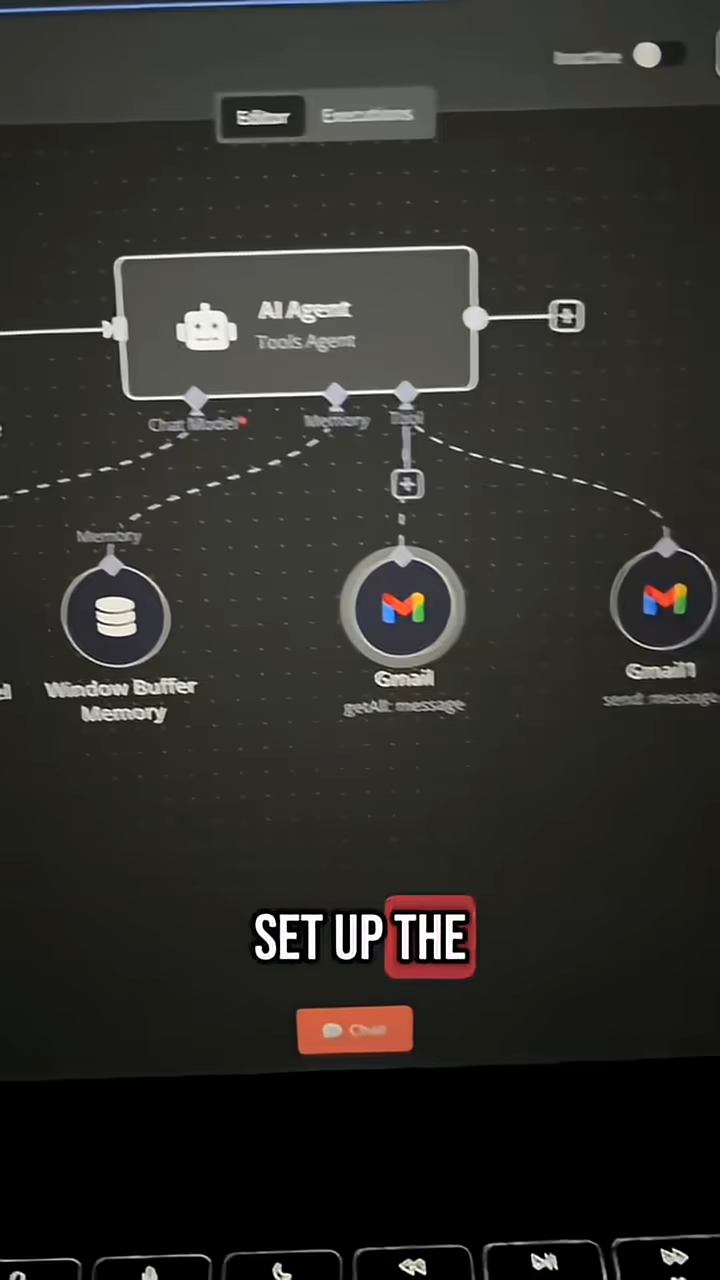 Inactive
Editor
Executions
AI Agent
Tools Agent
Chat Model*
Memory
Tool
Memory
Window Buffer
Memory
Gmail
getAll: message
Gmail1
send: message
SET UP THE
Chat